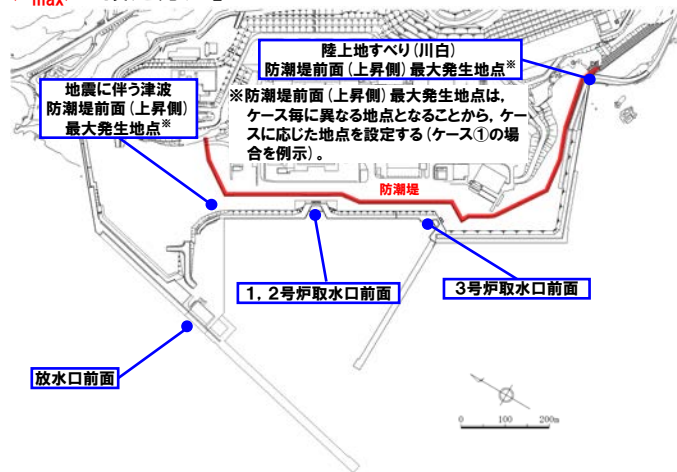 max
陸上地すべり(川白)
防潮堤前面(上昇側)最大発生地点※
地震に伴う津波
防潮堤前面(上昇側)
最大発生地点※
※防潮堤前面(上昇側)最大発生地点は,
ケース毎に異なる地点となることから, ケー
スに応じた地点を設定する(ケース①の場
合を例示)。
防潮堤
1, 2号炉取水口前面
3号炉取水口前面
放水口前面
0 100 200m